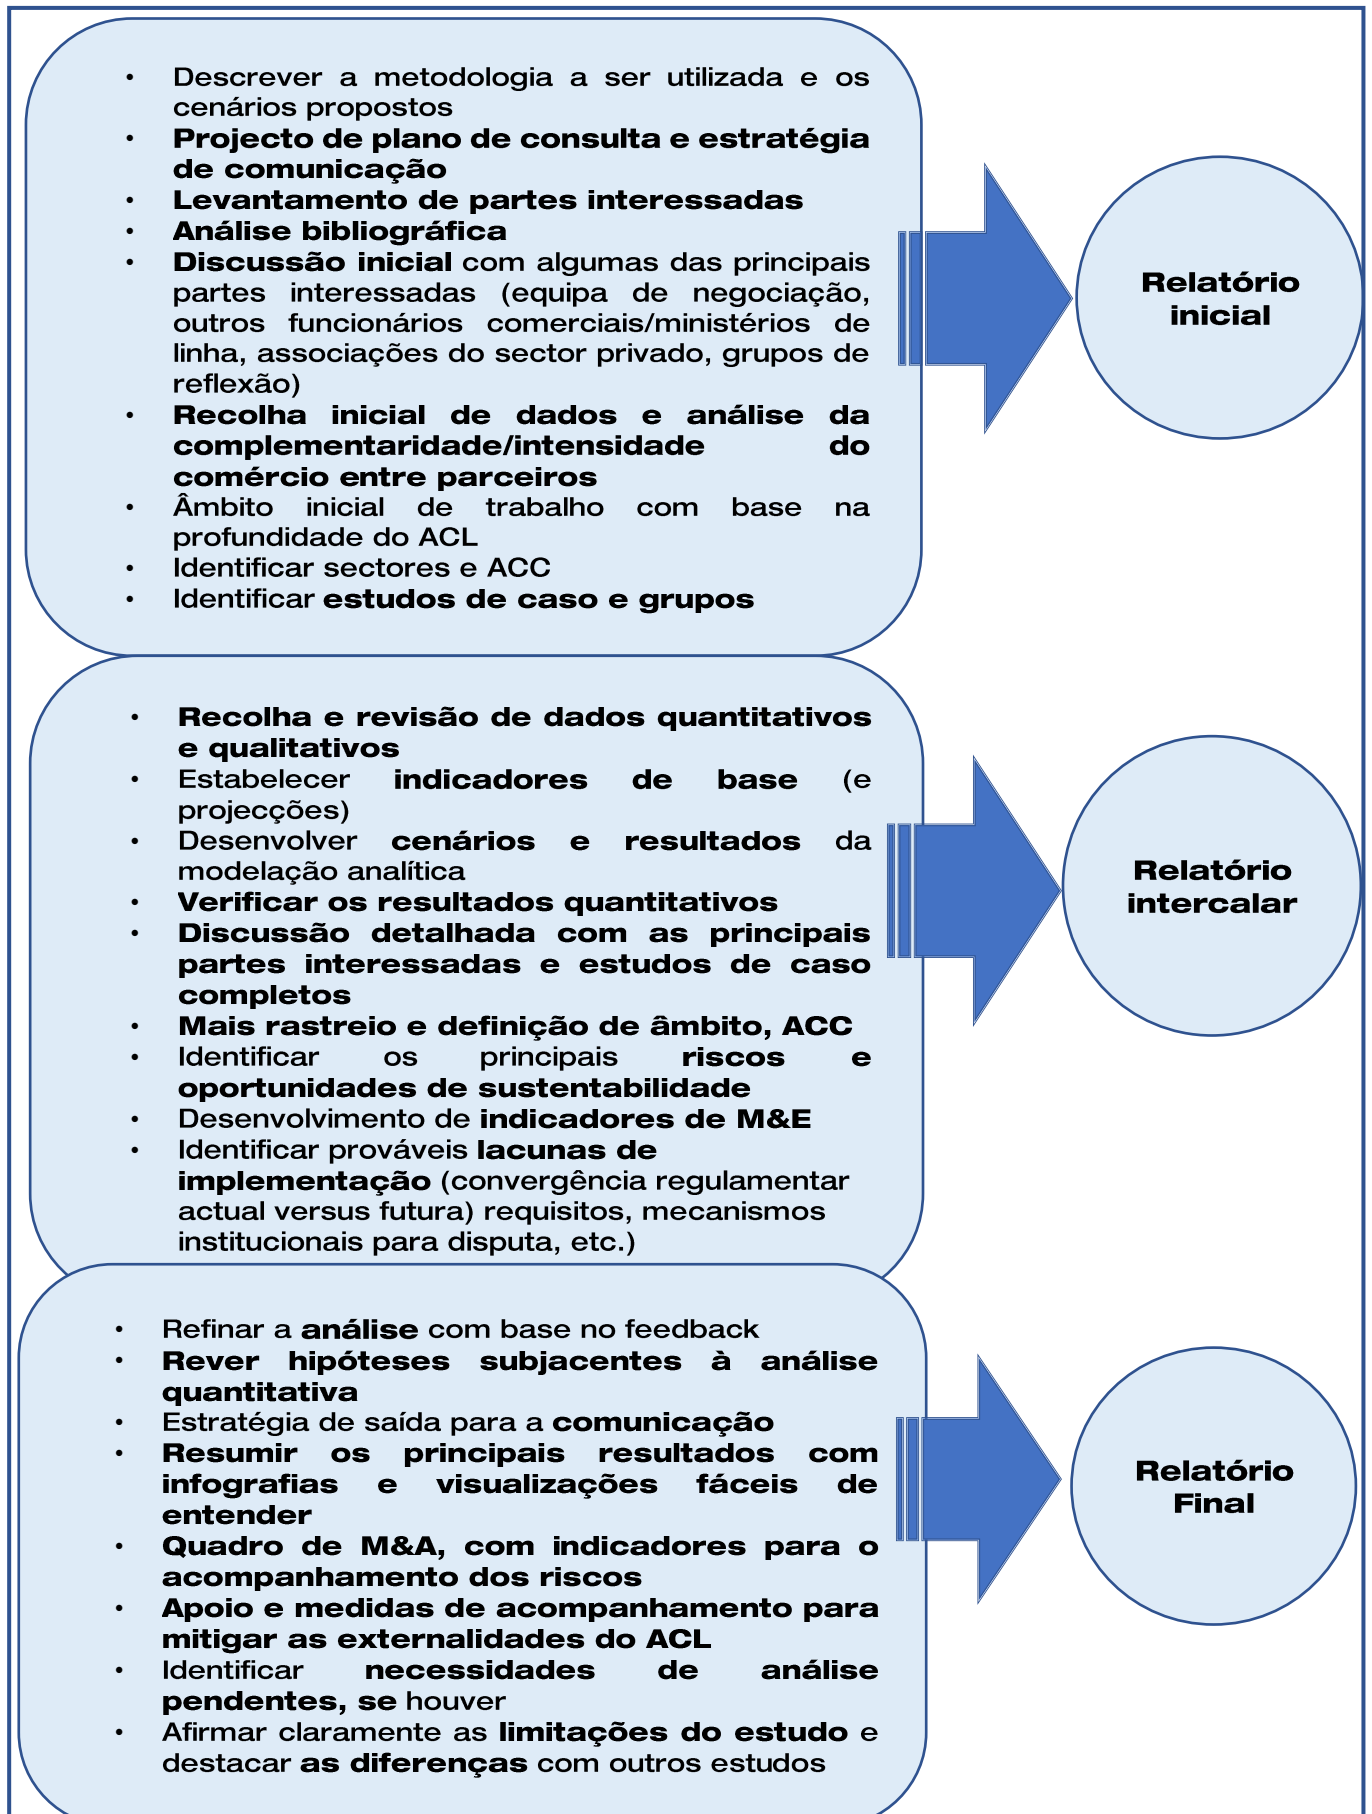 • Descrever a metodologia a ser utilizada e os
cenários propostos
• Projecto de plano de consulta e estratégia
de comunicação
• Levantamento de partes interessadas
• Análise bibliográfica
• Discussão inicial com algumas das principais
partes interessadas (equipa de negociação,
outros funcionários comerciais/ministérios de
linha, associações do sector privado, grupos de
reflexão)
• Recolha inicial de dados e análise da
complementaridade/intensidade do
comércio entre parceiros
• Âmbito inicial de trabalho com base na
profundidade do ACL
• Identificar sectores e ACC
• Identificar estudos de caso e grupos
Relatório
inicial
• Recolha e revisão de dados quantitativos
e qualitativos
• Estabelecer indicadores de base (e
projecções)
• Desenvolver cenários e resultados da
modelação analítica
• Verificar os resultados quantitativos
• Discussão detalhada com as principais
partes interessadas e estudos de caso
completos
• Mais rastreio e definição de âmbito, ACC
• Identificar os principais riscos e
oportunidades de sustentabilidade
• Desenvolvimento de indicadores de M&E
• Identificar prováveis lacunas de
implementação (convergência regulamentar
actual versus futura) requisitos, mecanismos
institucionais para disputa, etc.)
Relatório
intercalar
• Refinar a análise com base no feedback
• Rever hipóteses subjacentes à análise
quantitativa
• Estratégia de saída para a comunicação
• Resumir os principais resultados com
infografias e visualizações fáceis de
entender
• Quadro de M&A, com indicadores para o
acompanhamento dos riscos
• Apoio e medidas de acompanhamento para
mitigar as externalidades do ACL
• Identificar necessidades de análise
pendentes, se houver
• Afirmar claramente as limitações do estudo e
destacar as diferenças com outros estudos
Relatório
Final